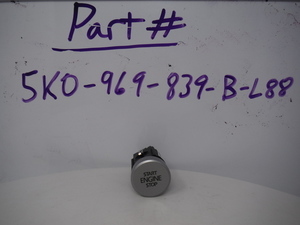 Part #
5K0-969-839-B-L88
START
ENGINE
STOP